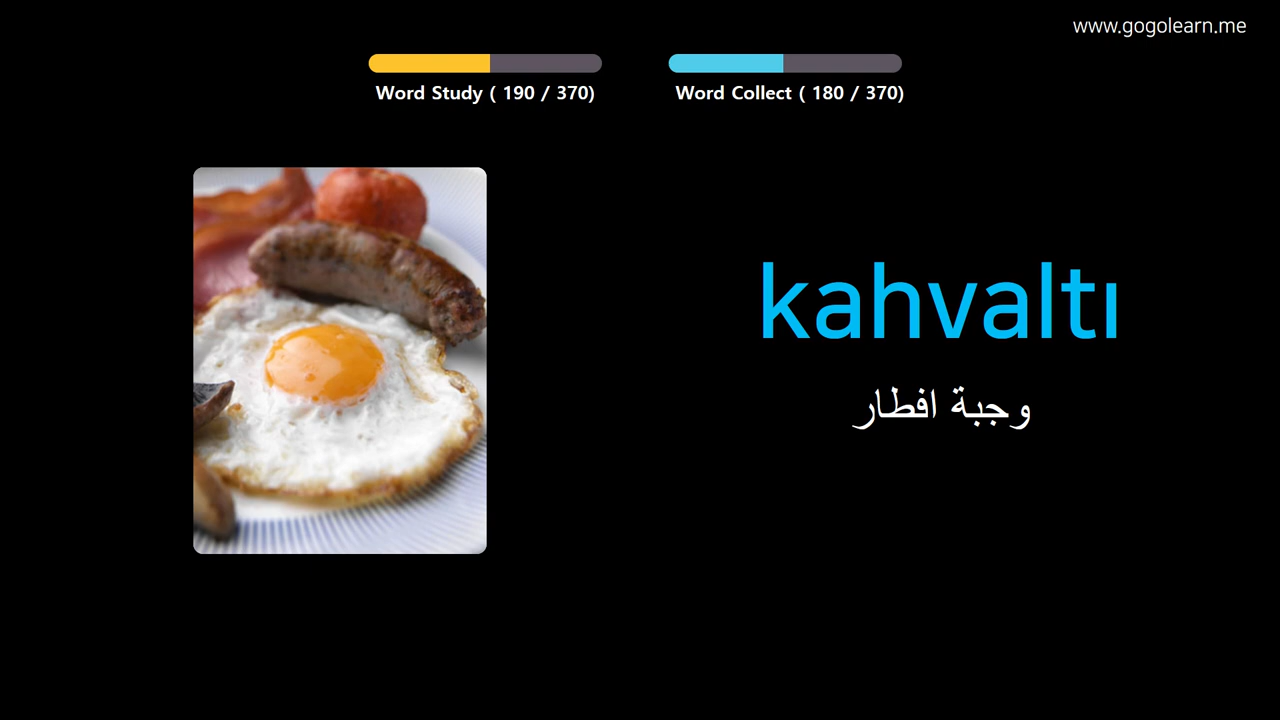 www.gogolearn.me
Word Study ( 190 / 370)
Word Collect ( 180 / 370)
kahvaltı
وجبة افطار